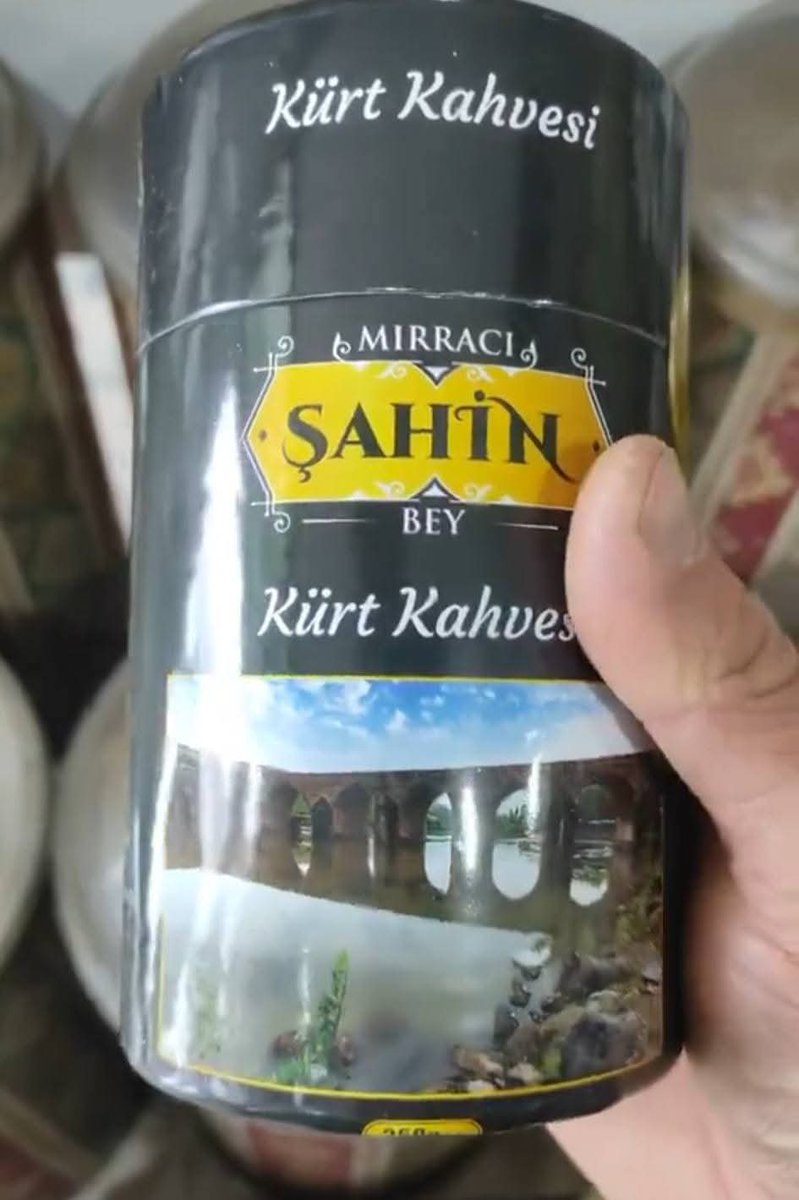 Kürt Kahvesi
MIRRACI
ŞAHİN
BEY
Kürt Kahves